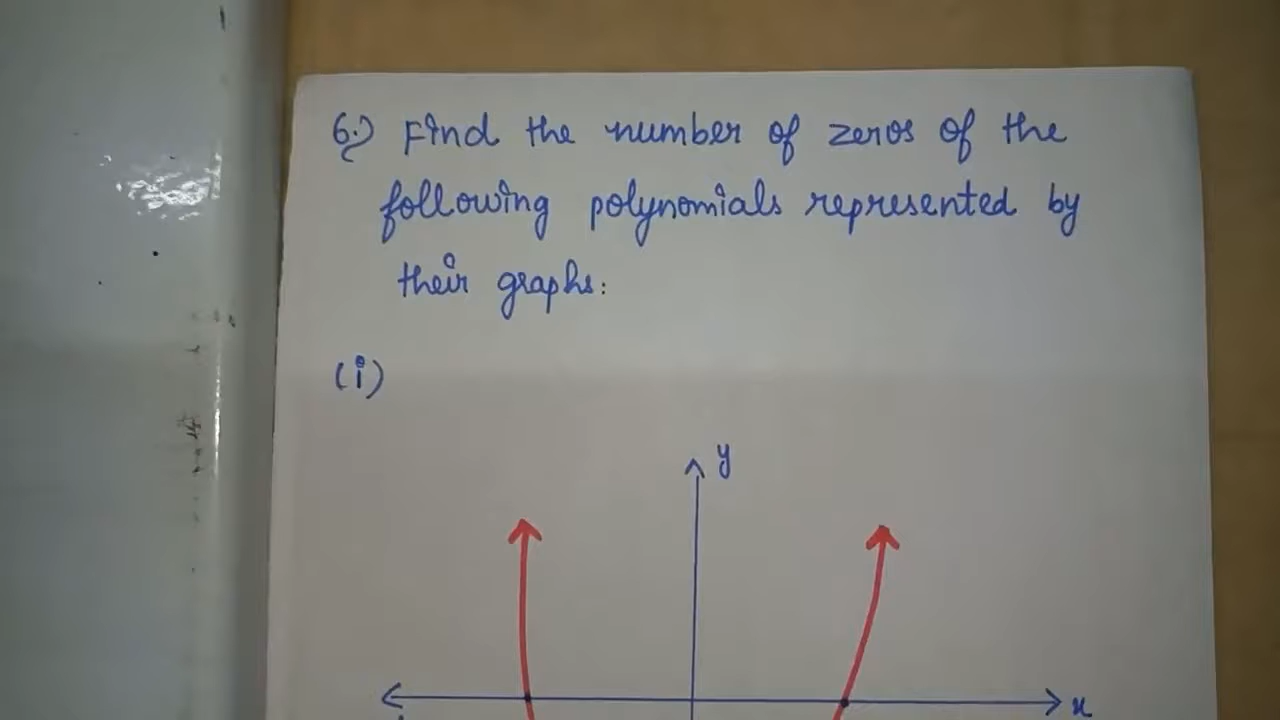 6.) Find the number of zeros of the
following polynomials represented by
their graphs:
(i)
y
x